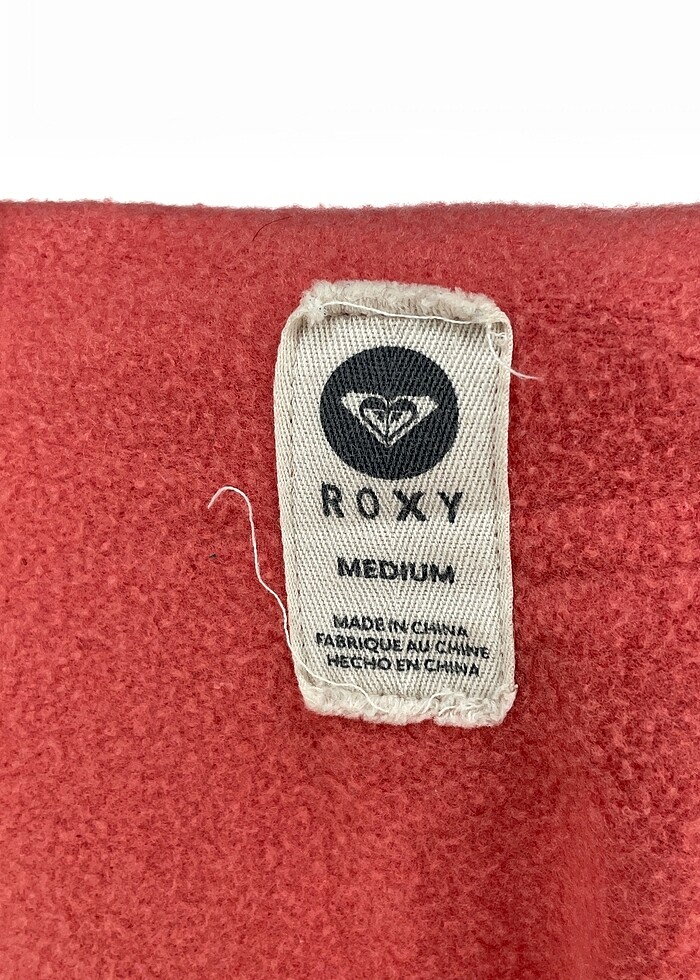 ROXY
MEDIUM
MADE IN CHINA
FABRIQUE AU CHINE
HECHO EN CHINA